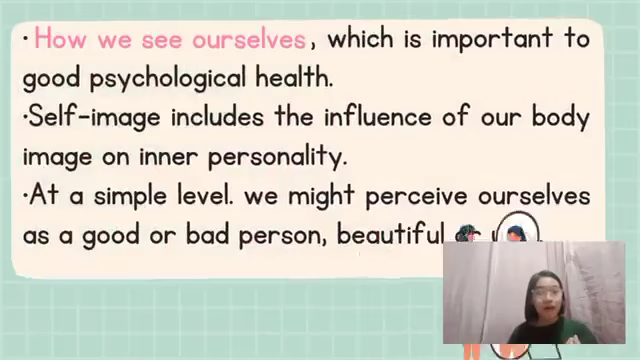 · How we see ourselves, which is important to
good psychological health.
·Self-image includes the influence of our body
image on inner personality.
·At a simple level. we might perceive ourselves
as a good or bad person, beautiful